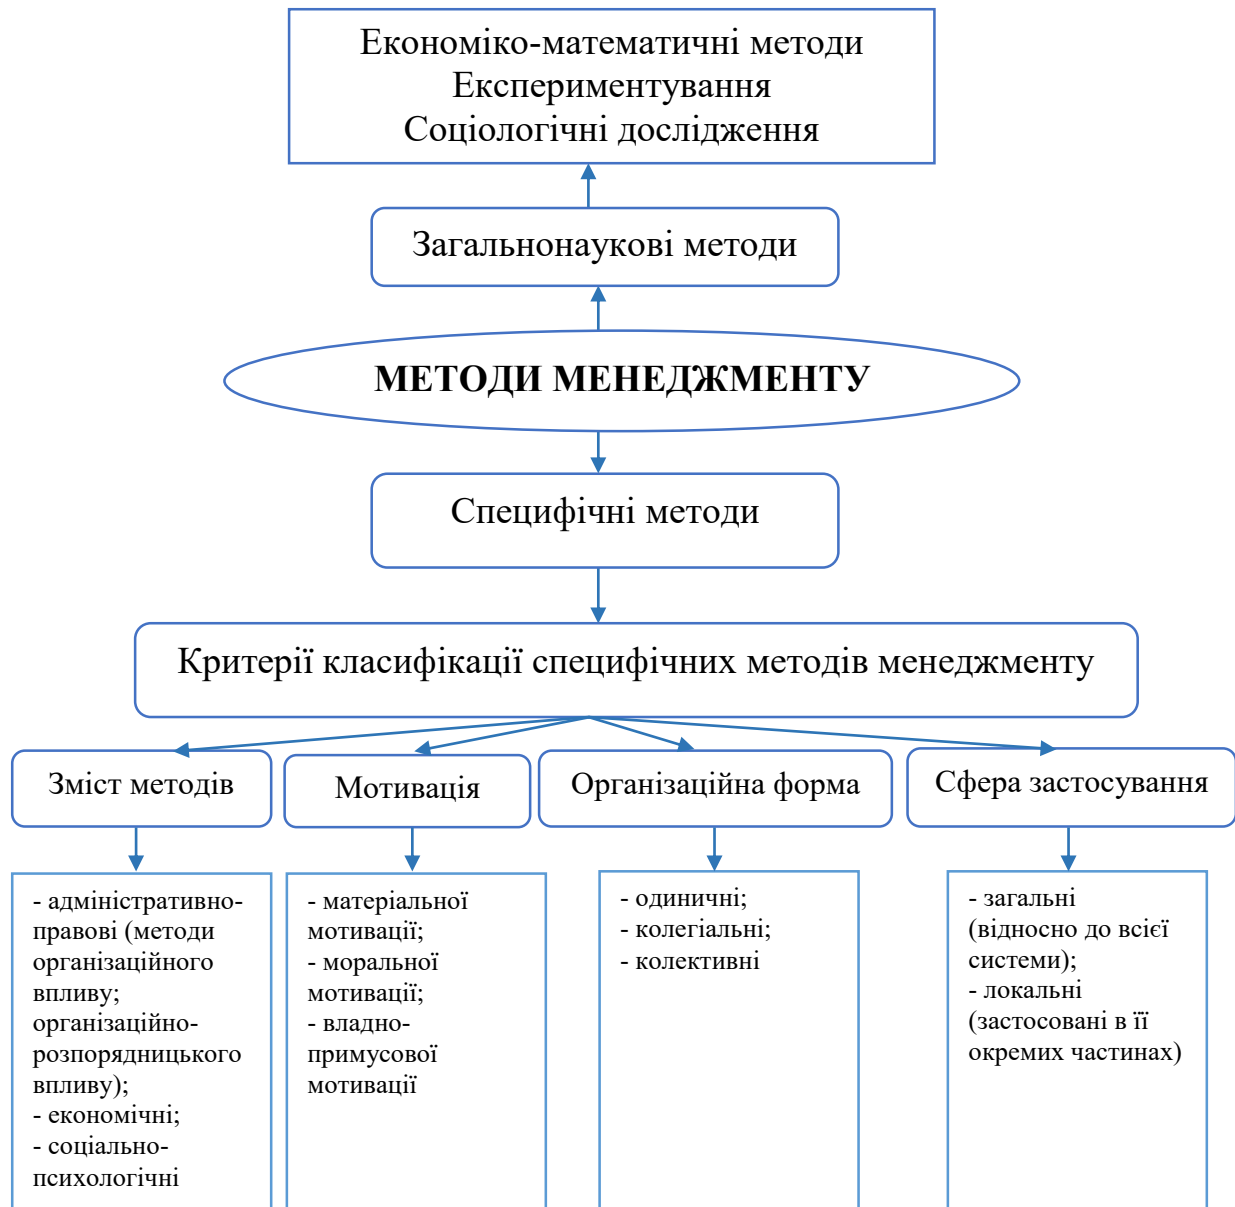 Економіко-математичні методи
Експериментування
Соціологічні дослідження
Загальнонаукові методи
МЕТОДИ МЕНЕДЖМЕНТУ
Специфічні методи
Критерії класифікації специфічних методів менеджменту
Зміст методів
Мотивація
Організаційна форма
Сфера застосування
- адміністративно-
правові (методи
організаційного
впливу;
організаційно-
розпорядницького
впливу);
- економічні;
- соціально-
психологічні
- матеріальної
мотивації;
- моральної
мотивації;
- владно-
примусової
мотивації
- одиничні;
- колегіальні;
- колективні
- загальні
(відносно до всієї
системи);
- локальні
(застосовані в її
окремих частинах)